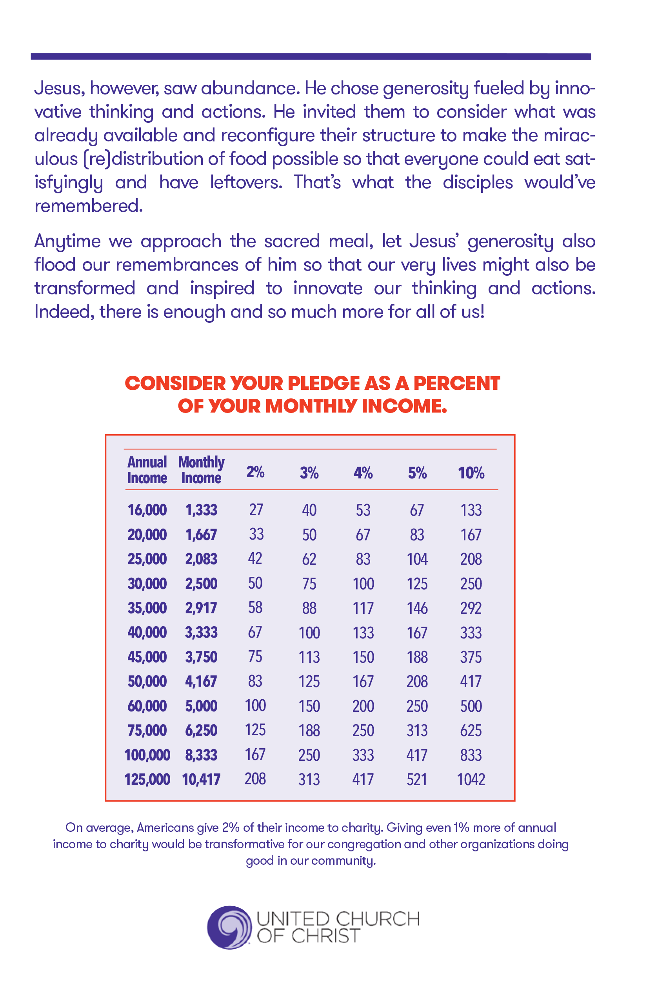 Jesus, however, saw abundance. He chose generosity fueled by inno-
vative thinking and actions. He invited them to consider what was
already available and reconfigure their structure to make the mirac-
ulous (re)distribution of food possible so that everyone could eat sat-
isfyingly and have leftovers. That’s what the disciples would’ve
remembered.
Anytime we approach the sacred meal, let Jesus’ generosity also
flood our remembrances of him so that our very lives might also be
transformed and inspired to innovate our thinking and actions.
Indeed, there is enough and so much more for all of us!
CONSIDER YOUR PLEDGE AS A PERCENT
OF YOUR MONTHLY INCOME.
Annual Income Monthly Income 2% 3% 4% 5% 10%
16,000 1,333 27 40 53 67 133
20,000 1,667 33 50 67 83 167
25,000 2,083 42 62 83 104 208
30,000 2,500 50 75 100 125 250
35,000 2,917 58 88 117 146 292
40,000 3,333 67 100 133 167 333
45,000 3,750 75 113 150 188 375
50,000 4,167 83 125 167 208 417
60,000 5,000 100 150 200 250 500
75,000 6,250 125 188 250 313 625
100,000 8,333 167 250 333 417 833
125,000 10,417 208 313 417 521 1042
On average, Americans give 2% of their income to charity. Giving even 1% more of annual
income to charity would be transformative for our congregation and other organizations doing
good in our community.
UNITED CHURCH
OF CHRIST